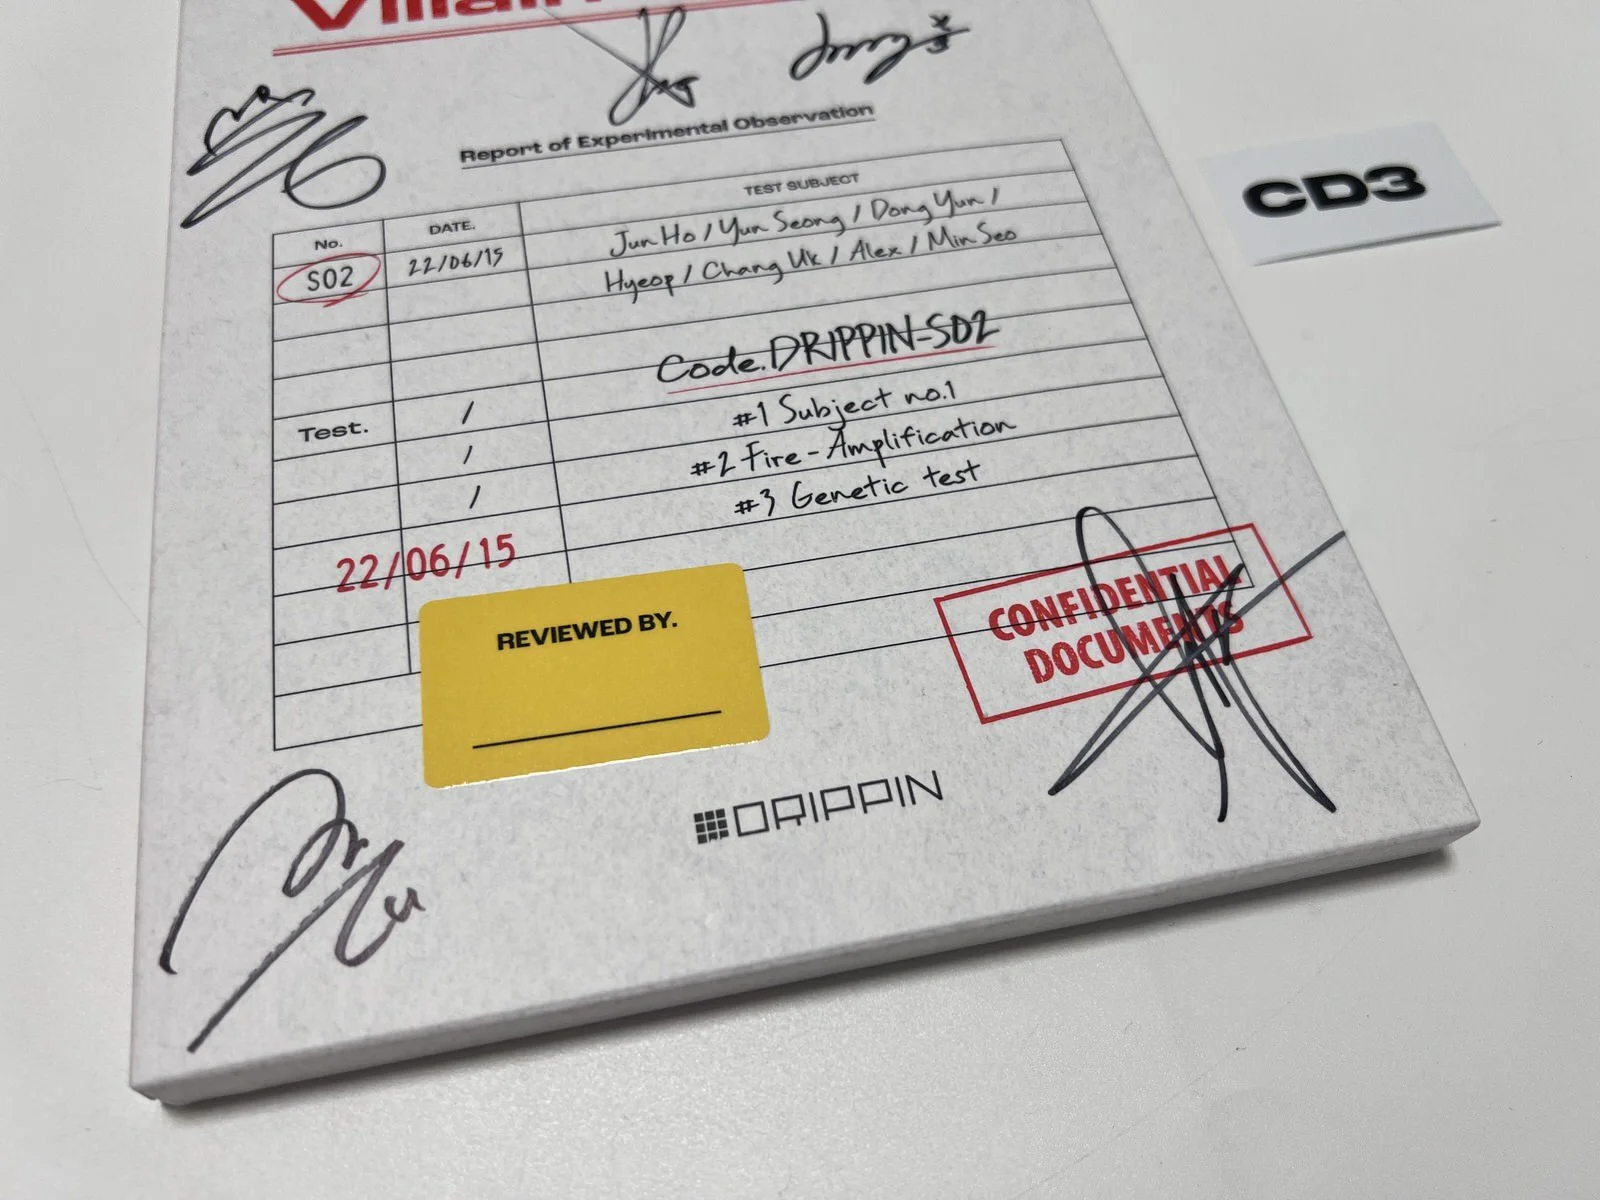 Villain
Report of Experimental Observation
No.
DATE.
TEST SUBJECT
S02
22/06/15
Jun Ho / Yun Seong / Dong Yun /
Hyeop / Chang Uk / Alex / Min Seo
Code.DRIPPIN-S02
Test.
/
#1 Subject no.1
/
#2 Fire-Amplification
/
#3 Genetic test
22/06/15
REVIEWED BY.
CONFIDENTIAL
DOCUMENTS
DRIPPIN
CD3